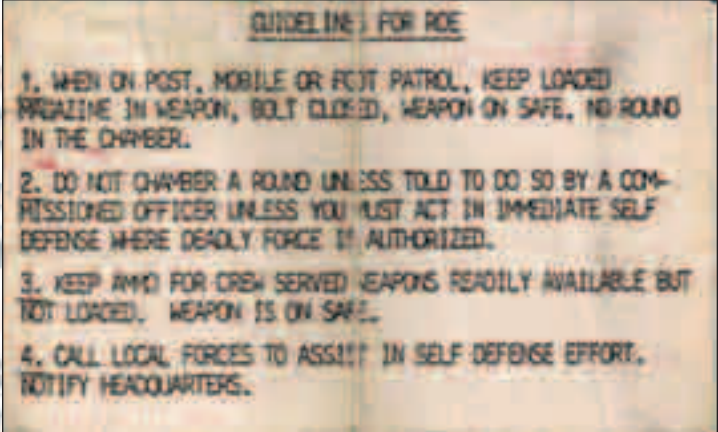 GUIDELINES FOR ROE
1. WHEN ON POST, MOBILE OR FOOT PATROL, KEEP LOADED
MAGAZINE IN WEAPON, BOLT CLOSED, WEAPON ON SAFE, NO ROUND
IN THE CHAMBER.
2. DO NOT CHAMBER A ROUND UNLESS TOLD TO DO SO BY A COM-
MISSIONED OFFICER UNLESS YOU MUST ACT IN IMMEDIATE SELF
DEFENSE WHERE DEADLY FORCE IS AUTHORIZED.
3. KEEP AMMO FOR CREW SERVED WEAPONS READILY AVAILABLE BUT
NOT LOADED. WEAPON IS ON SAFE.
4. CALL LOCAL FORCES TO ASSIST IN SELF DEFENSE EFFORT.
NOTIFY HEADQUARTERS.